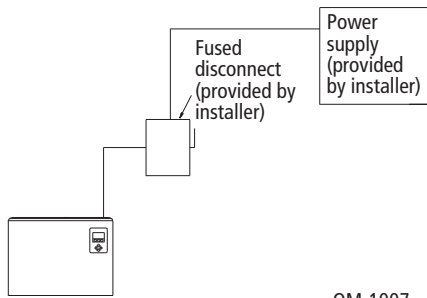 Power
supply
(provided
by installer)
Fused
disconnect
(provided by
installer)